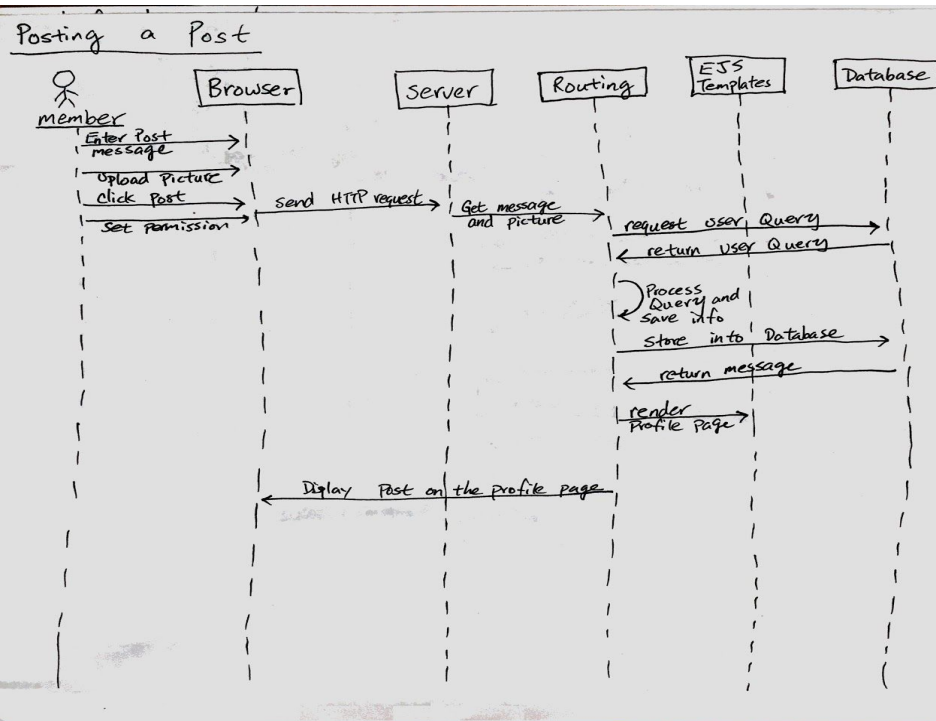 Posting a Post
member
Browser
Server
Routing
EJS
Templates
Database
Enter Post
message
Upload Picture
Click Post
Set Permission
Send HTTP request
Get message
and Picture
request user Query
return user Query
Process
Query and
save info
Store into Database
return message
render
Profile Page
Diplay Post on the profile page